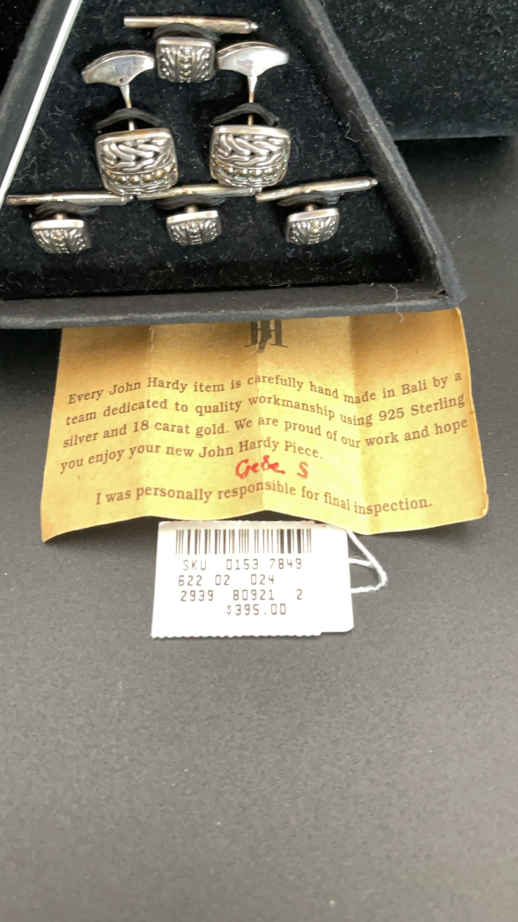 JH
Every John Hardy item is carefully hand made in Bali by a
team dedicated to quality workmanship using 925 Sterling
silver and 18 carat gold. We are proud of our work and hope
you enjoy your new John Hardy Piece.
I was personally responsible for final inspection.
SKU 0153 7849
622 02 024
2939 80921 2
$395.00